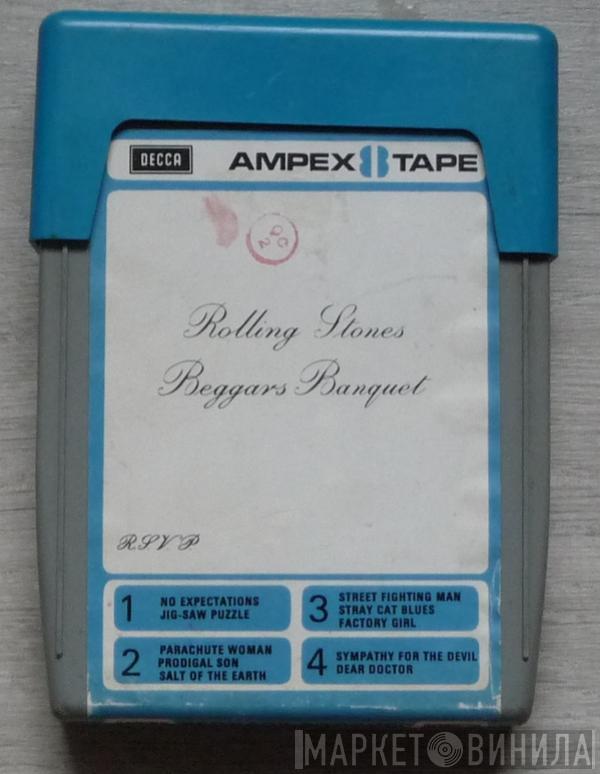 DECCA AMPEX 8 TAPE
QC
2
Rolling Stones
Beggars Banquet
RSVP
1 NO EXPECTATIONS
JIG-SAW PUZZLE
2 PARACHUTE WOMAN
PRODIGAL SON
SALT OF THE EARTH
3 STREET FIGHTING MAN
STRAY CAT BLUES
FACTORY GIRL
4 SYMPATHY FOR THE DEVIL
DEAR DOCTOR
МАРКЕТ ВИНИЛА